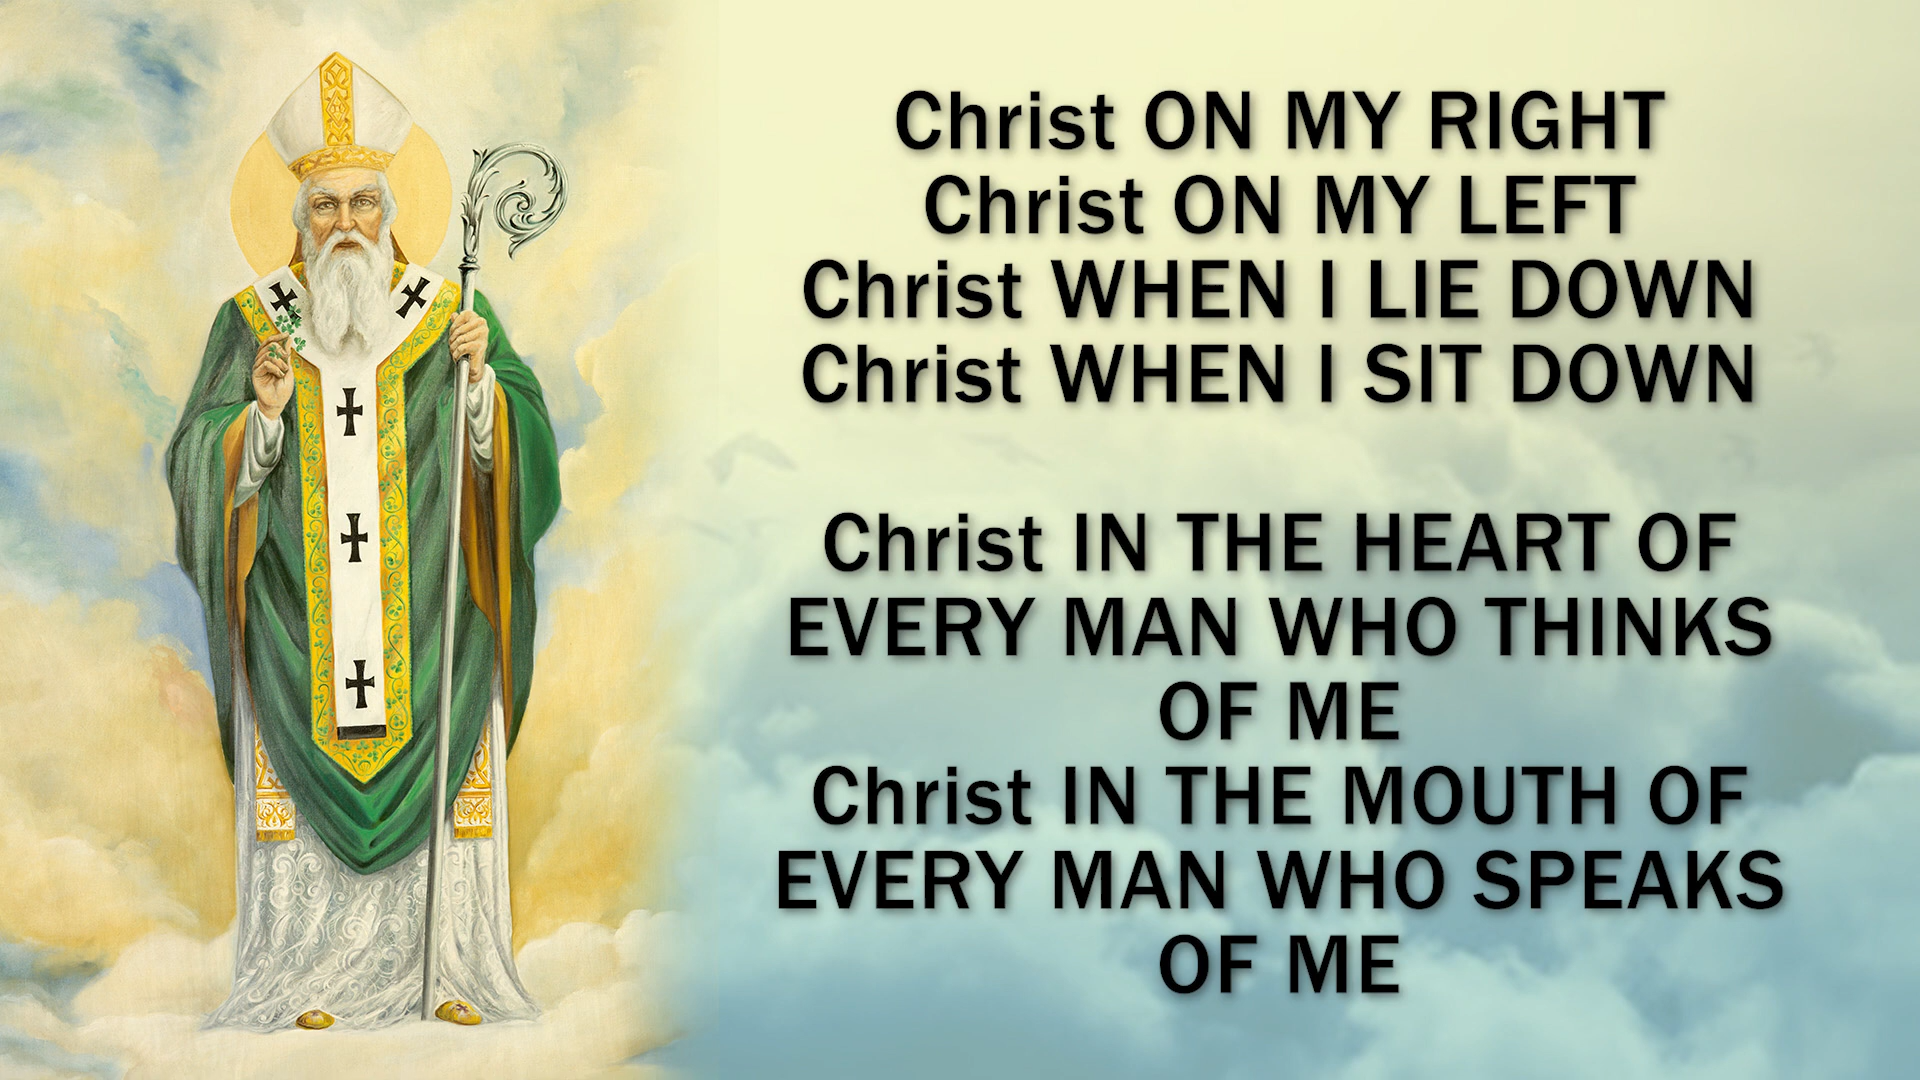 Christ ON MY RIGHT
Christ ON MY LEFT
Christ WHEN I LIE DOWN
Christ WHEN I SIT DOWN
Christ IN THE HEART OF
EVERY MAN WHO THINKS
OF ME
Christ IN THE MOUTH OF
EVERY MAN WHO SPEAKS
OF ME